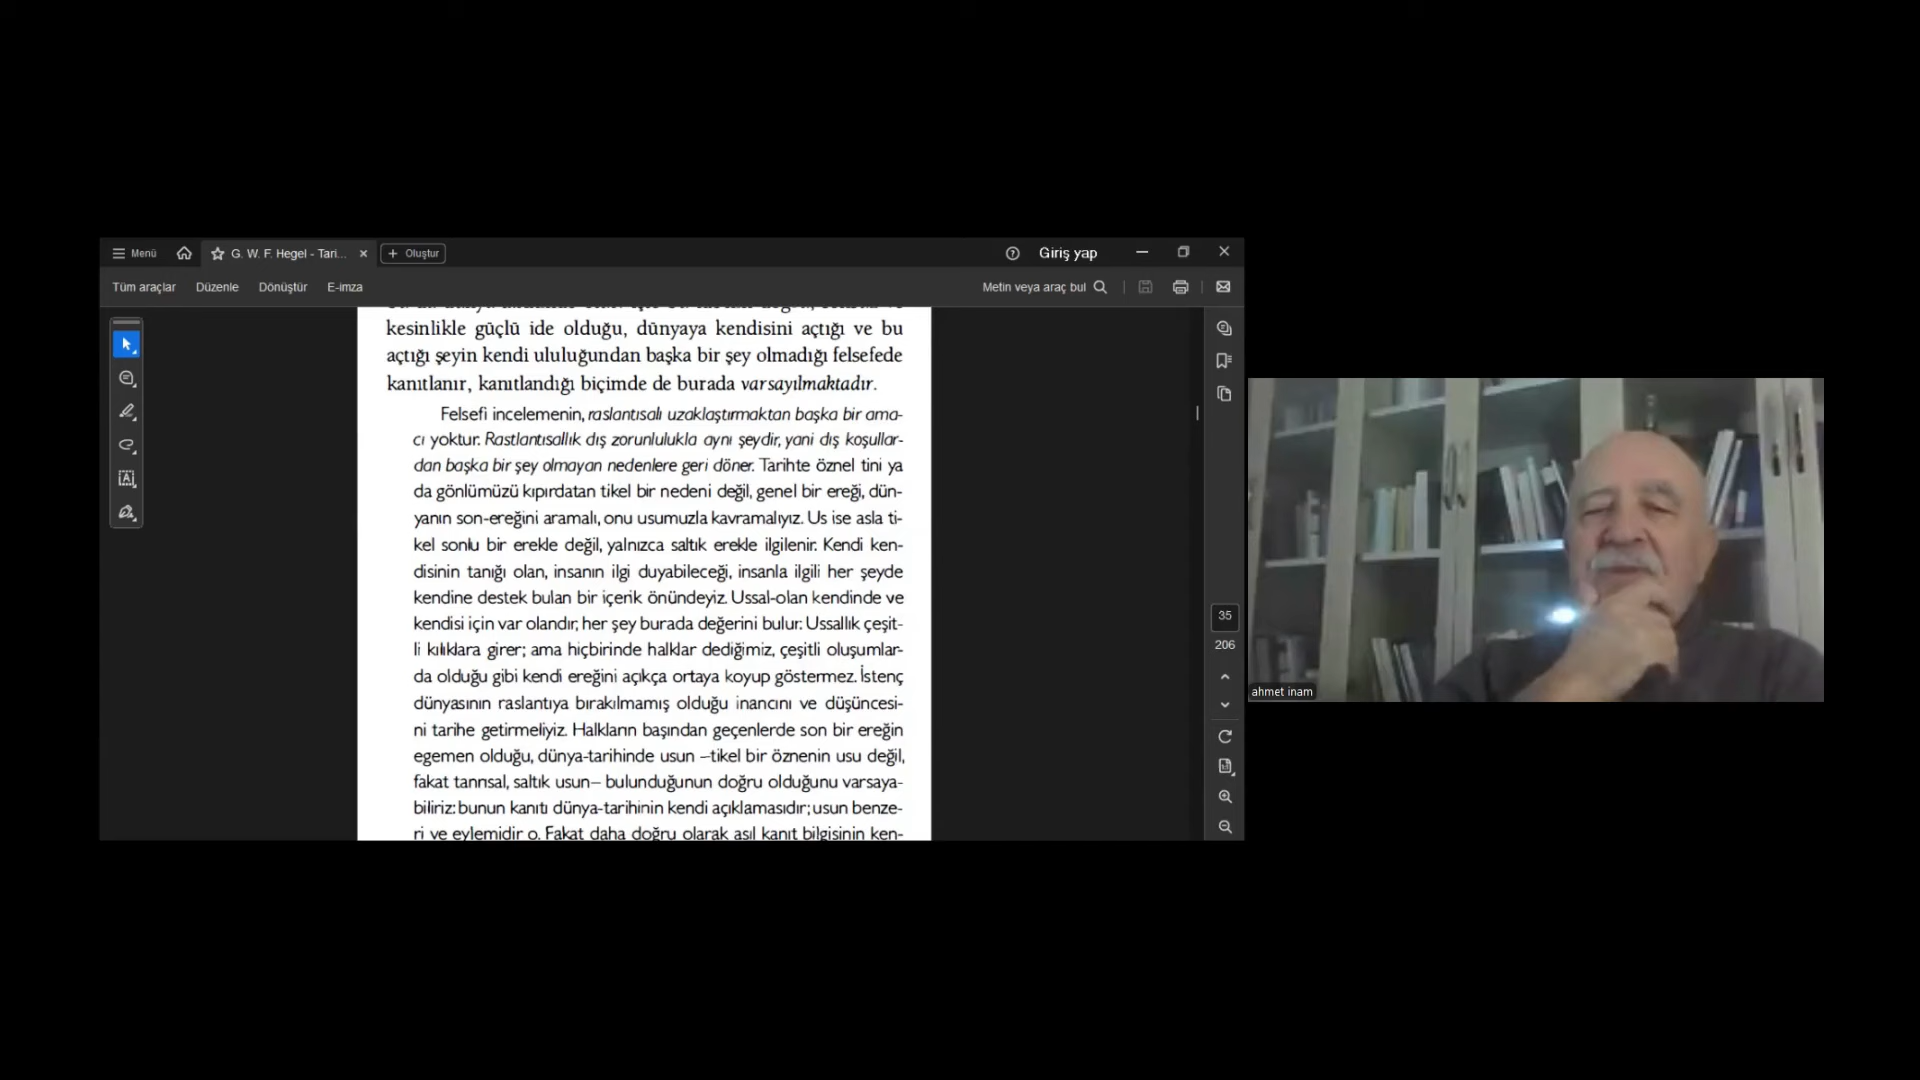 Menü
G. W. F. Hegel - Tari...
Oluştur
Giriş yap
Tüm araçlar
Düzenle
Dönüştür
E-imza
Metin veya araç bul
kesinlikle güçlü ide olduğu, dünyaya kendisini açtığı ve bu
açtığı şeyin kendi ululuğundan başka bir şey olmadığı felsefede
kanıtlanır, kanıtlandığı biçimde de burada varsayılmaktadır.
Felsefi incelemenin, raslantısalı uzaklaştırmaktan başka bir ama-
cı yoktur. Rastlantısallık dış zorunlulukla aynı şeydir, yani dış koşullar-
dan başka bir şey olmayan nedenlere geri döner. Tarihte öznel tini ya
da gönlümüzü kıpırdatan tikel bir nedeni değil, genel bir ereği, dün-
yanın son-ereğini aramalı, onu usumuzla kavramalıyız. Us ise asla ti-
kel sonlu bir erekle değil, yalnızca saltık erekle ilgilenir. Kendi ken-
disinin tanığı olan, insanın ilgi duyabileceği, insanla ilgili her şeyde
kendine destek bulan bir içerik önündeyiz. Ussal-olan kendinde ve
kendisi için var olandır, her şey burada değerini bulur. Ussallık çeşit-
li kılıklara girer; ama hiçbirinde halklar dediğimiz, çeşitli oluşumlar-
da olduğu gibi kendi ereğini açıkça ortaya koyup göstermez. İstenç
dünyasının raslantıya bırakılmamış olduğu inancını ve düşüncesi-
ni tarihe getirmeliyiz. Halkların başından geçenlerde son bir ereğin
egemen olduğu, dünya-tarihinde usun –tikel bir öznenin usu değil,
fakat tanrısal, saltık usun– bulunduğunun doğru olduğunu varsaya-
biliriz: bunun kanıtı dünya-tarihinin kendi açıklamasıdır; usun benze-
ri ve eylemidir o. Fakat daha doğru olarak asıl kanıt bilgisinin ken-
35
206
ahmet inam